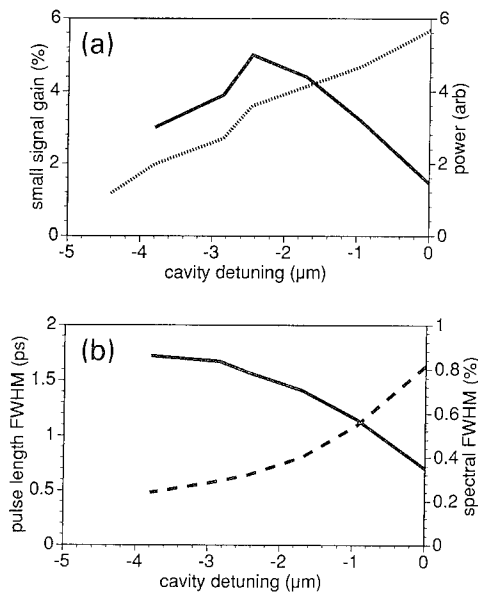 (a)
6
4
2
0
small signal gain (%)
6
4
2
0
power (arb)
-5 -4 -3 -2 -1 0
cavity detuning (µm)
(b)
2
1.5
1
0.5
0
pulse length FWHM (ps)
1
0.8
0.6
0.4
0.2
0
spectral FWHM (%)
-5 -4 -3 -2 -1 0
cavity detuning (µm)